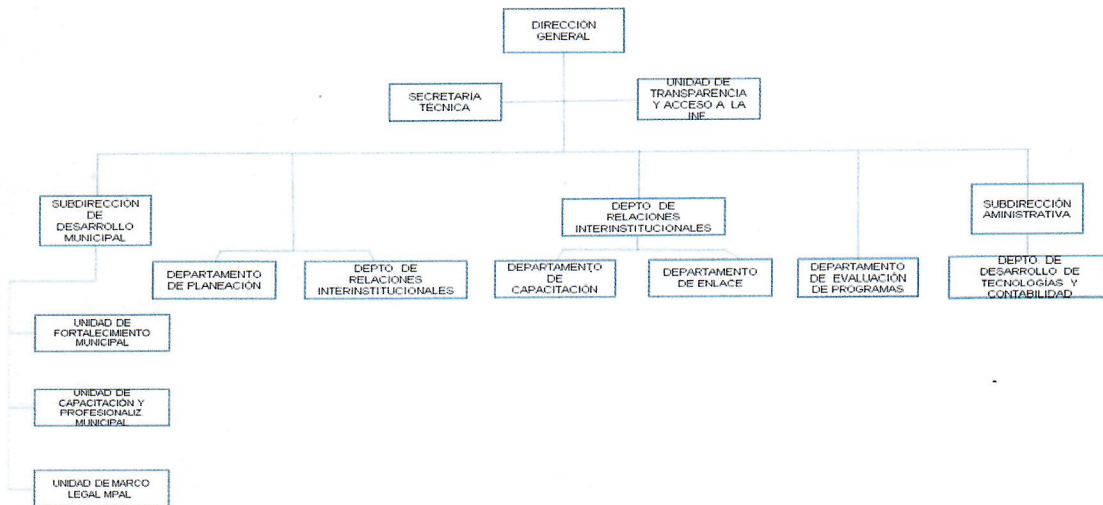 DIRECCIÓN
GENERAL
SECRETARÍA
TÉCNICA
UNIDAD DE
TRANSPARENCIA
Y ACCESO A LA
INF.
SUBDIRECCIÓN
DE
DESARROLLO
MUNICIPAL
DEPTO DE
RELACIONES
INTERINSTITUCIONALES
SUBDIRECCIÓN
AMINISTRATIVA
DEPARTAMENTO
DE PLANEACIÓN
DEPTO DE
RELACIONES
INTERINSTITUCIONALES
DEPARTAMENTO
DE
CAPACITACIÓN
DEPARTAMENTO
DE ENLACE
DEPARTAMENTO
DE EVALUACIÓN
DE PROGRAMAS
DEPTO DE
DESARROLLO DE
TECNOLOGÍAS Y
CONTABILIDAD
UNIDAD DE
FORTALECIMIENTO
MUNICIPAL
UNIDAD DE
CAPACITACIÓN Y
PROFESIONALIZ
MUNICIPAL
UNIDAD DE MARCO
LEGAL MPAL